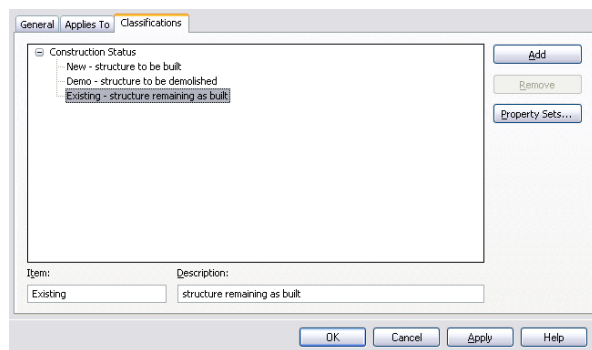 General Applies To Classifications
Construction Status
New - structure to be built
Demo - structure to be demolished
Existing - structure remaining as built
Add
Remove
Property Sets...
Item: Description:
Existing structure remaining as built
OK Cancel Apply Help